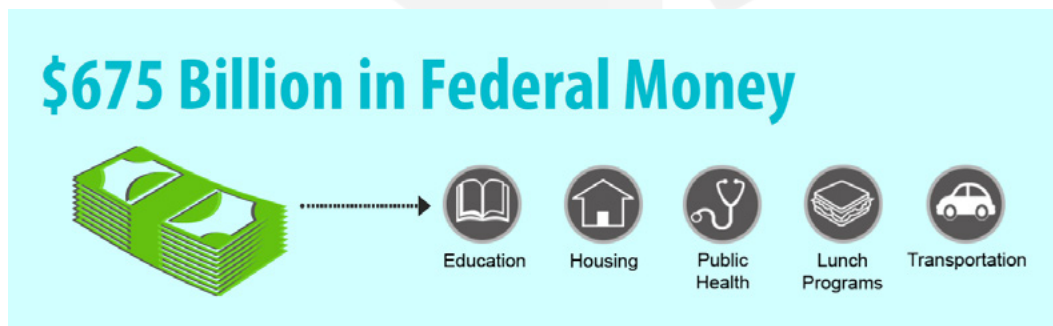 $675 Billion in Federal Money
Education
Housing
Public
Health
Lunch
Programs
Transportation